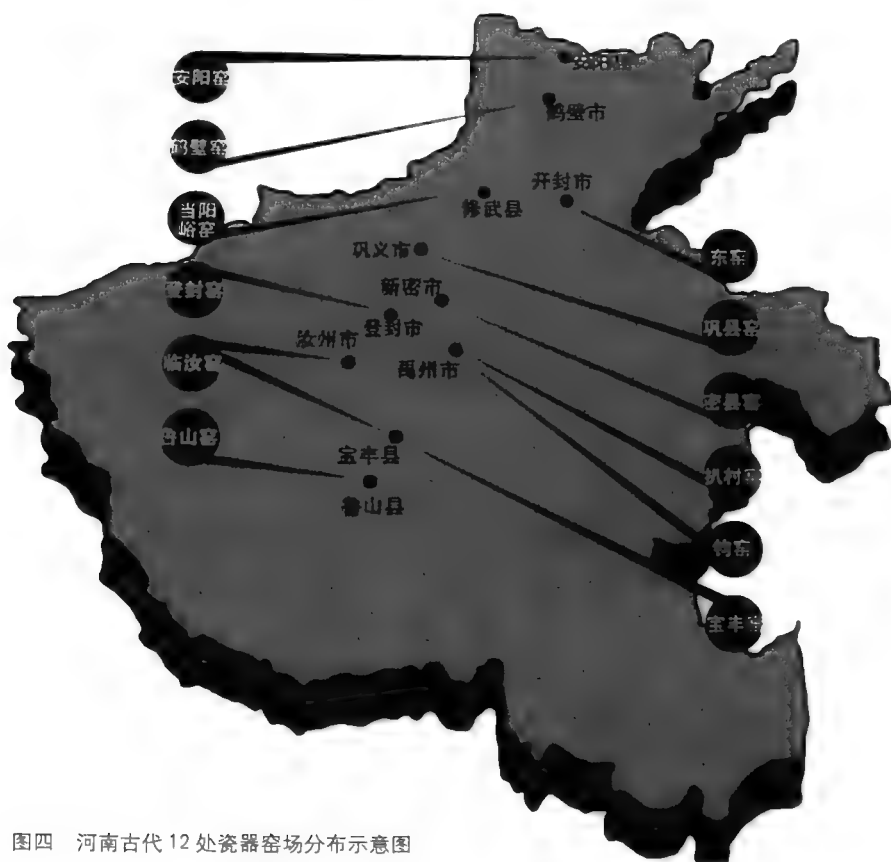 安阳窑
鹤壁窑
当阳
峪窑
登封窑
临汝窑
鲁山窑
安阳市
鹤壁市
开封市
修武县
巩义市
新密市
登封市
汝州市
禹州市
宝丰县
鲁山县
东窑
巩县窑
密县窑
扒村窑
钧窑
宝丰窑
图四 河南古代12处瓷器窑场分布示意图